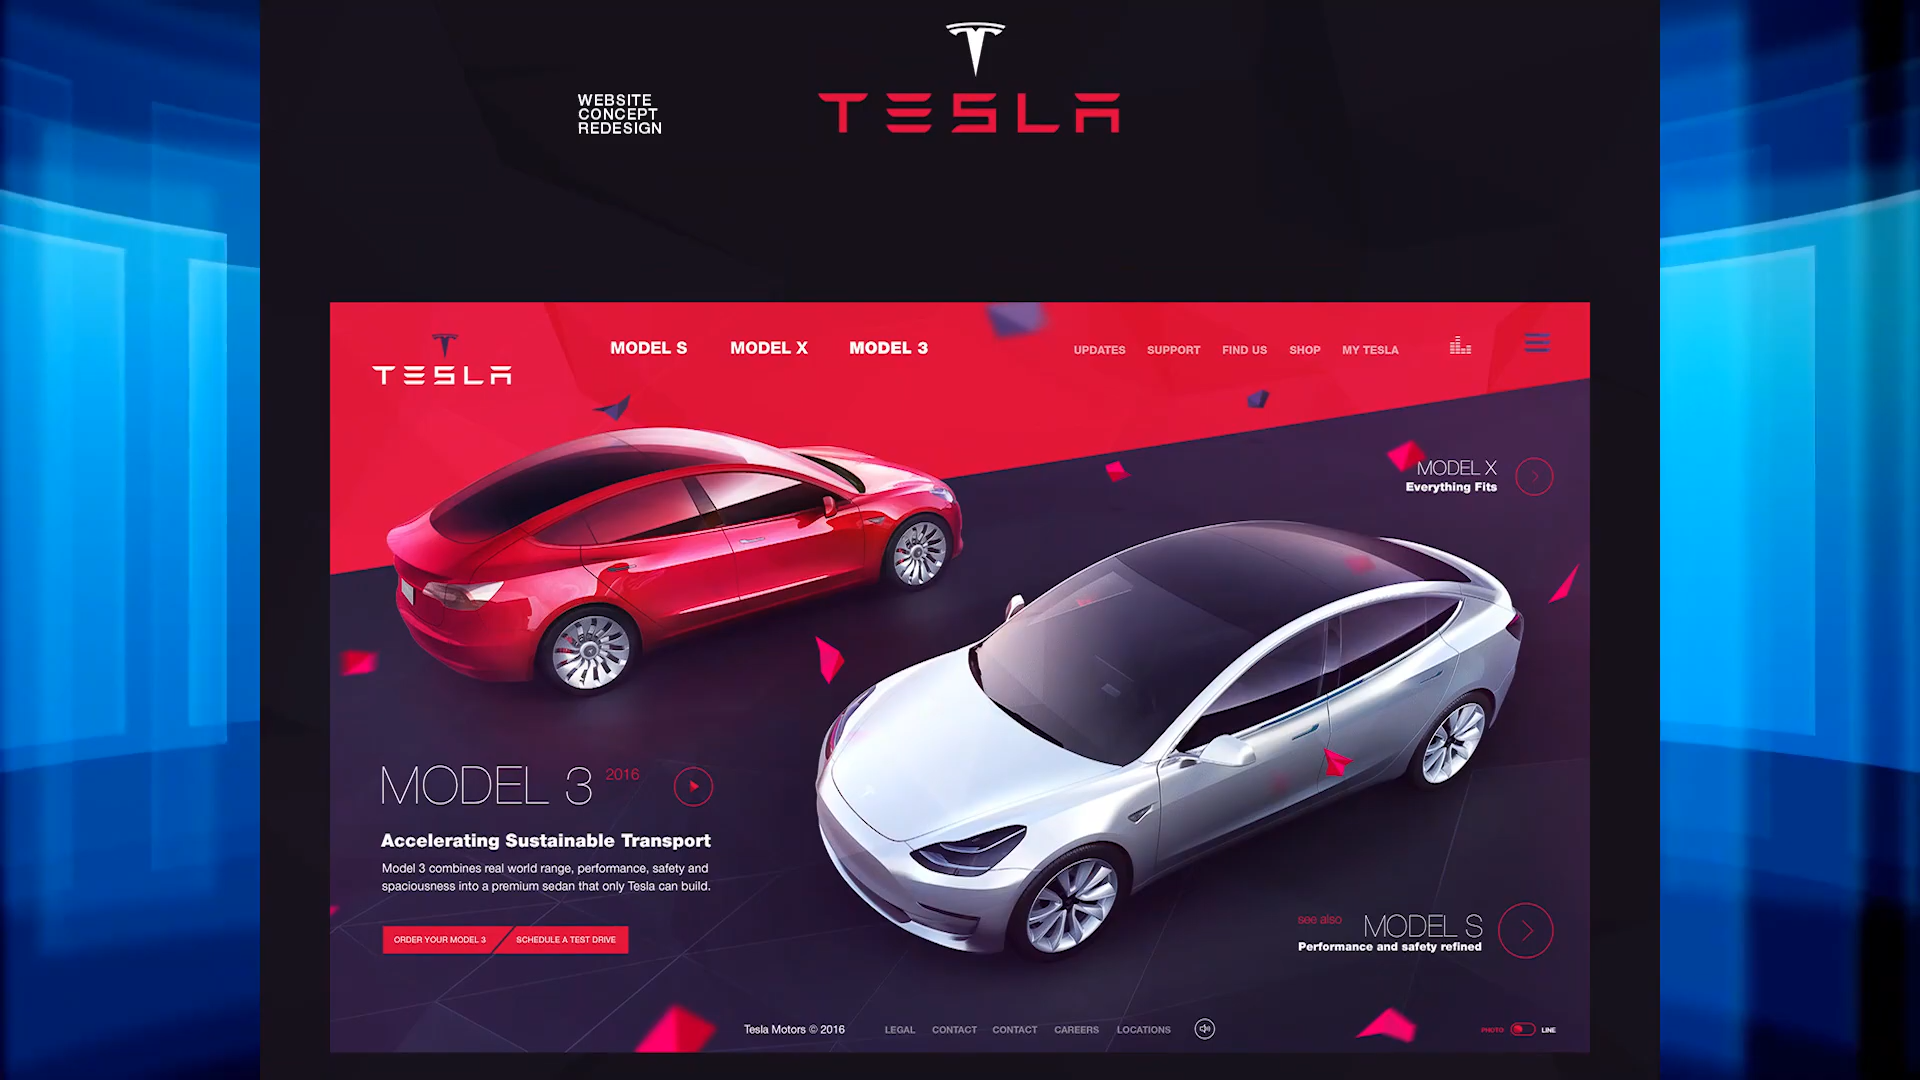 WEBSITE
CONCEPT
REDESIGN
TESLA
TESLA
MODEL S
MODEL X
MODEL 3
UPDATES
SUPPORT
FIND US
SHOP
MY TESLA
MODEL X
Everything Fits
MODEL 3 2016
Accelerating Sustainable Transport
Model 3 combines real world range, performance, safety and
spaciousness into a premium sedan that only Tesla can build.
ORDER YOUR MODEL 3
SCHEDULE A TEST DRIVE
see also MODEL S
Performance and safety refined
Tesla Motors © 2016
LEGAL
CONTACT
CONTACT
CAREERS
LOCATIONS
PHOTO
LINE